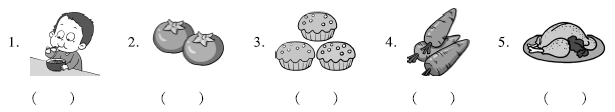 1. 2. 3. 4. 5.
( ) ( ) ( ) ( ) ( )